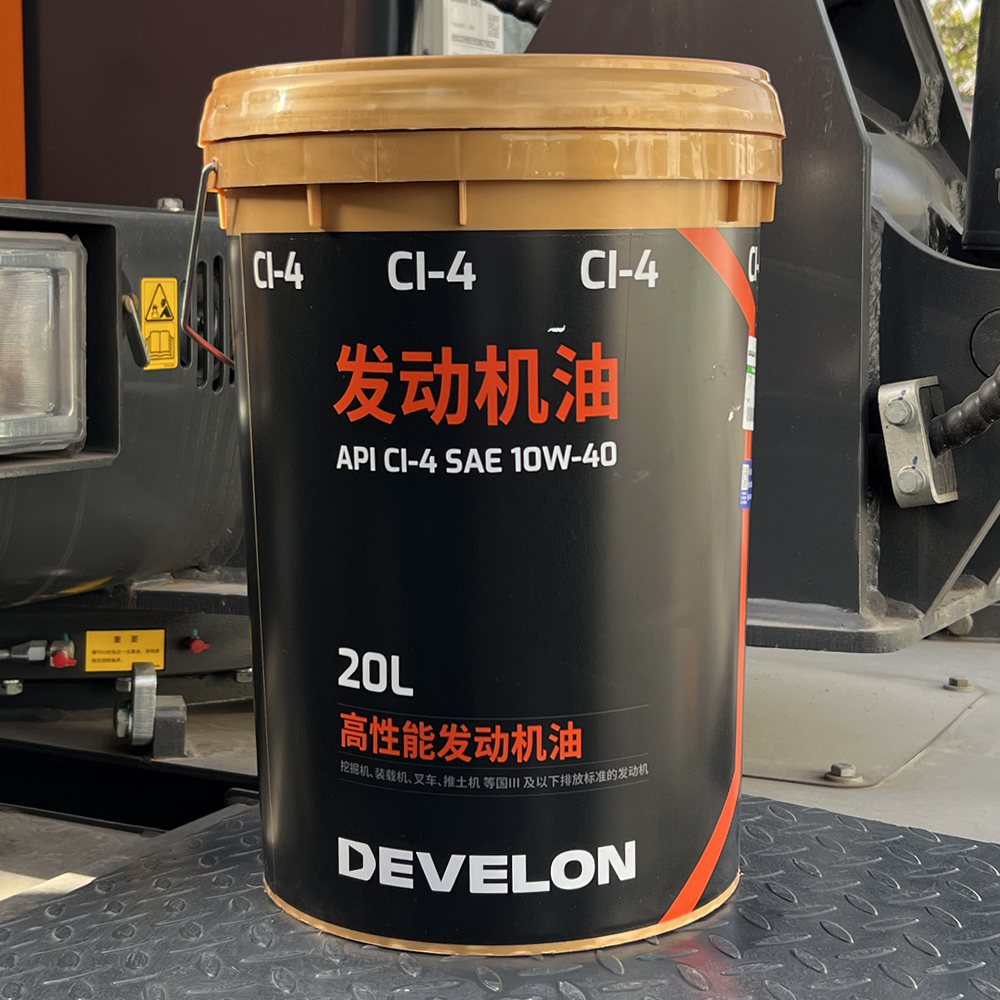 CI-4 CI-4 CI-4
发动机油
API CI-4 SAE 10W-40
20L
高性能发动机油
挖掘机、装载机、叉车、推土机 等国III 及以下排放标准的发动机
DEVELON
重要